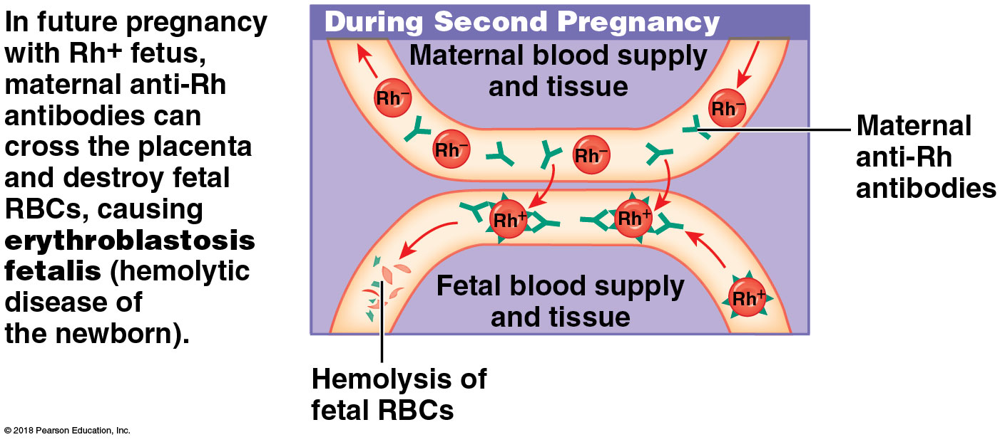 In future pregnancy
with Rh+ fetus,
maternal anti-Rh
antibodies can
cross the placenta
and destroy fetal
RBCs, causing
erythroblastosis
fetalis (hemolytic
disease of
the newborn).
During Second Pregnancy
Maternal blood supply
and tissue
Rh–
Rh–
Rh–
Rh–
Maternal
anti-Rh
antibodies
Rh+
Rh+
Rh+
Fetal blood supply
and tissue
Hemolysis of
fetal RBCs
© 2018 Pearson Education, Inc.